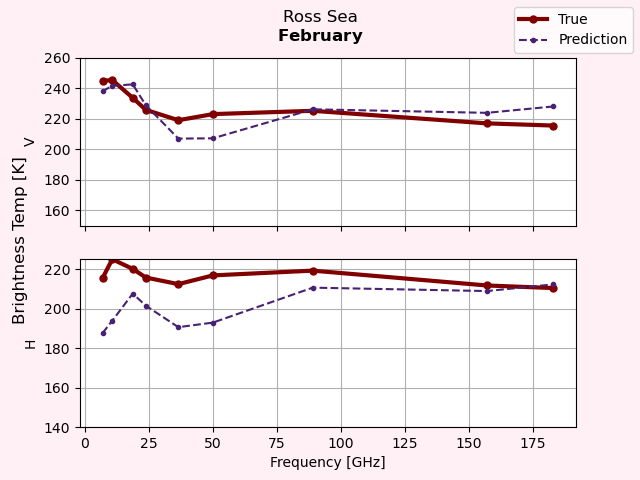 Ross Sea
February
True
Prediction
Brightness Temp [K]
V
260
240
220
200
180
160
H
220
200
180
160
140
0 25 50 75 100 125 150 175
Frequency [GHz]